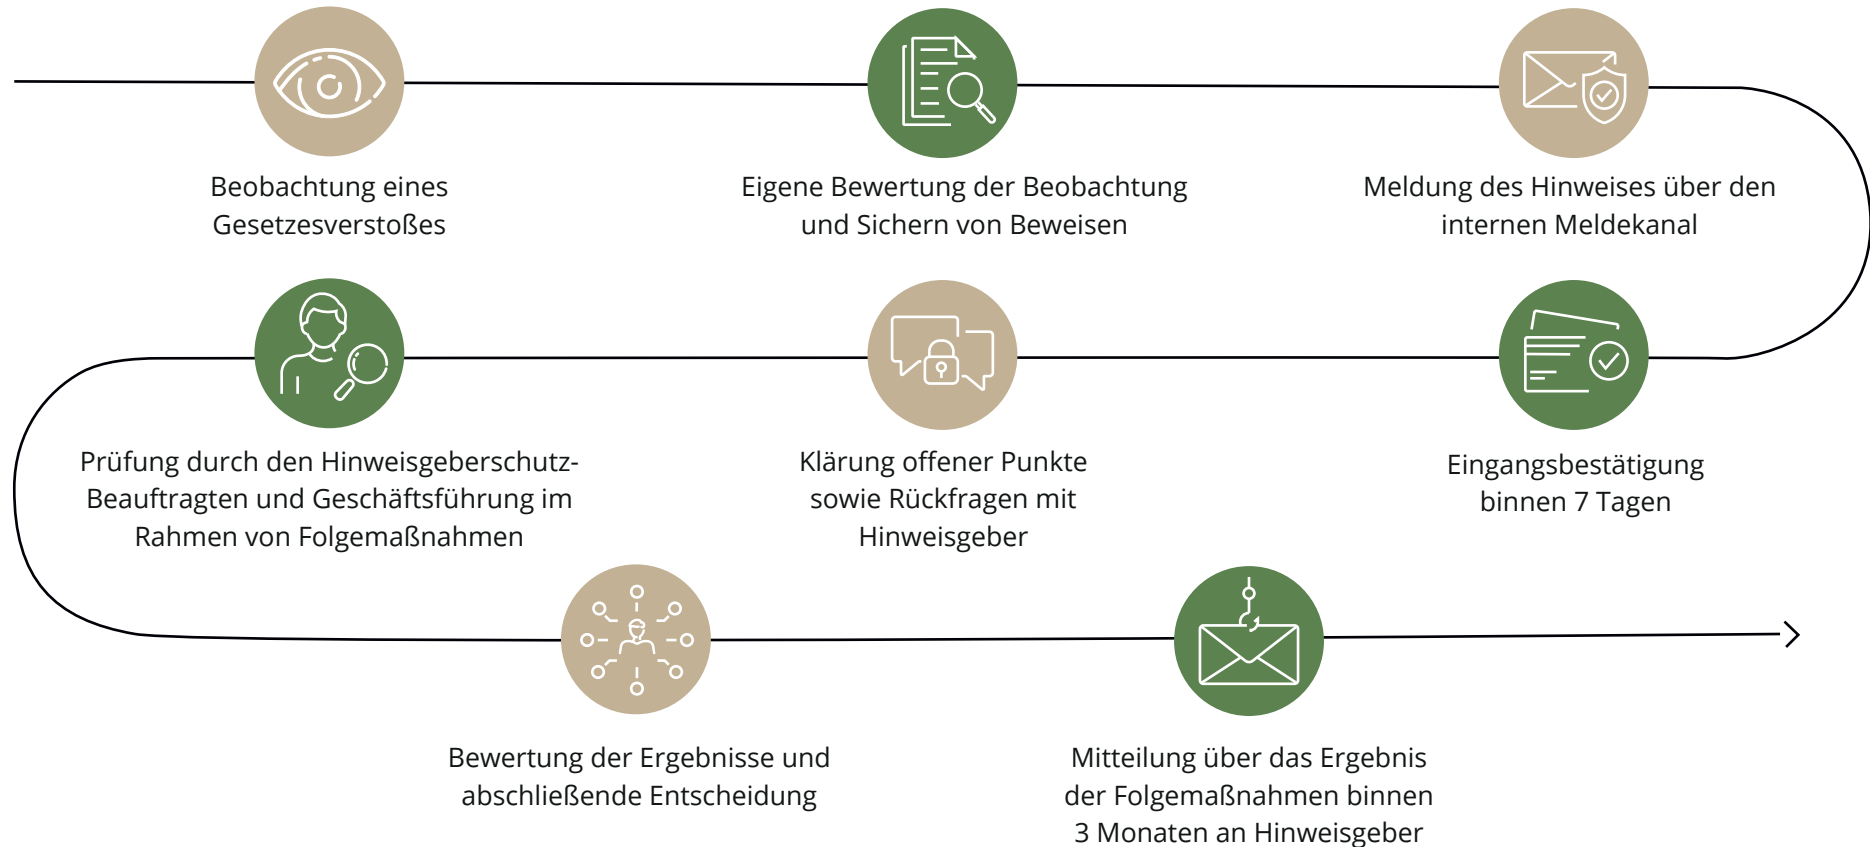 Beobachtung eines
Gesetzesverstoßes
Eigene Bewertung der Beobachtung
und Sichern von Beweisen
Meldung des Hinweises über den
internen Meldekanal
Eingangsbestätigung
binnen 7 Tagen
Klärung offener Punkte
sowie Rückfragen mit
Hinweisgeber
Prüfung durch den Hinweisgeberschutz-
Beauftragten und Geschäftsführung im
Rahmen von Folgemaßnahmen
Bewertung der Ergebnisse und
abschließende Entscheidung
Mitteilung über das Ergebnis
der Folgemaßnahmen binnen
3 Monaten an Hinweisgeber